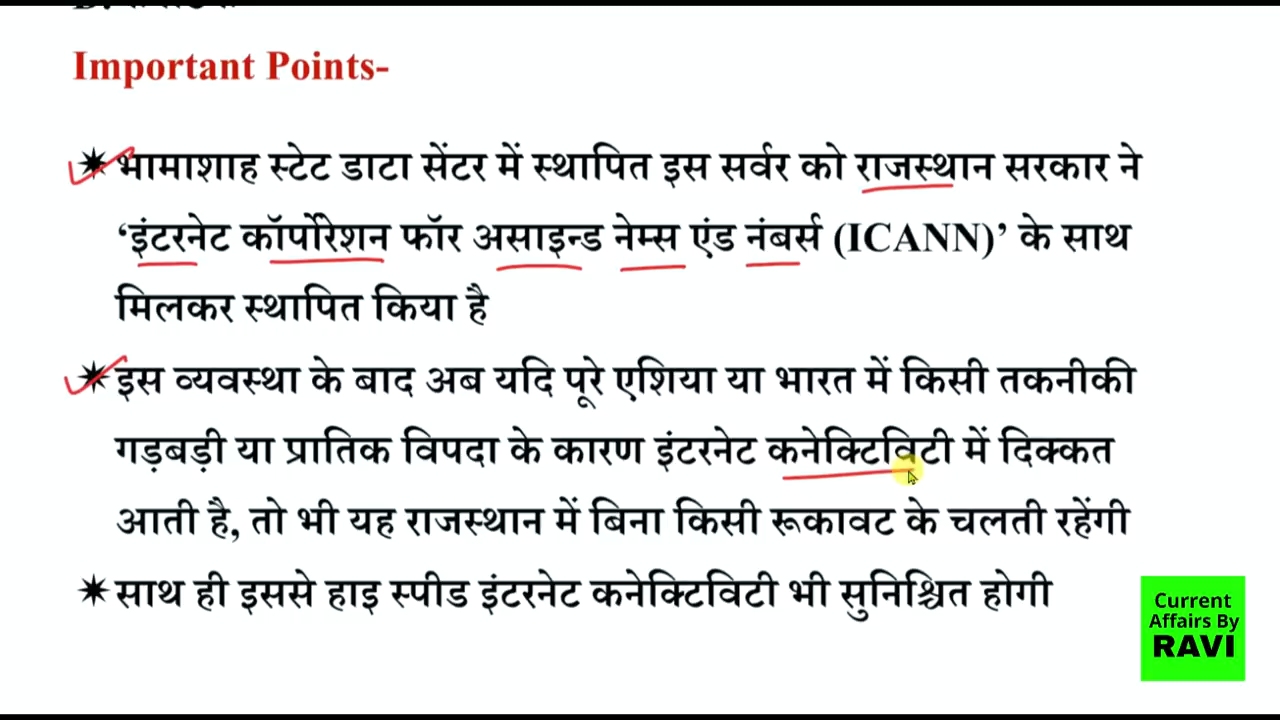 Important Points-
भामाशाह स्टेट डाटा सेंटर में स्थापित इस सर्वर को राजस्थान सरकार ने
‘इंटरनेट कॉर्पोरेशन फॉर असाइन्ड नेम्स एंड नंबर्स (ICANN)’ के साथ
मिलकर स्थापित किया है
इस व्यवस्था के बाद अब यदि पूरे एशिया या भारत में किसी तकनीकी
गड़बड़ी या प्रातिक विपदा के कारण इंटरनेट कनेक्टिविटी में दिक्कत
आती है, तो भी यह राजस्थान में बिना किसी रूकावट के चलती रहेंगी
साथ ही इससे हाइ स्पीड इंटरनेट कनेक्टिविटी भी सुनिश्चित होगी
Current
Affairs By
RAVI